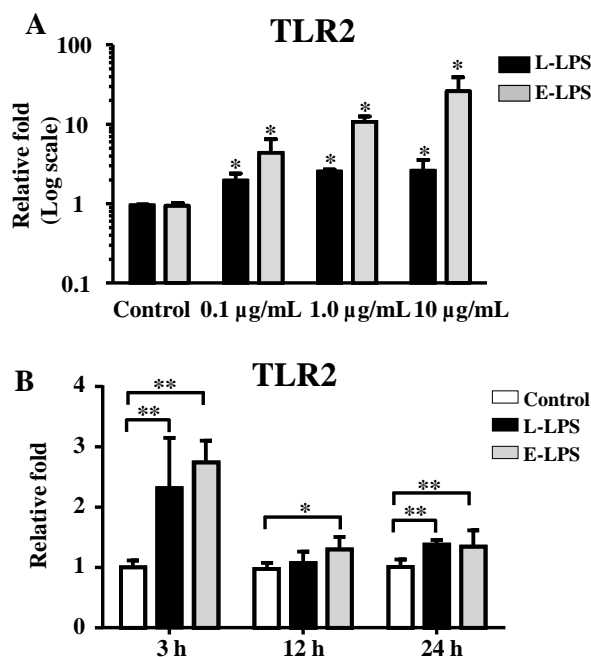 A
TLR2
Relative fold
(Log scale)
100
10
1
0.1
* * * * * *
Control 0.1 µg/mL 1.0 µg/mL 10 µg/mL
L-LPS
E-LPS
B
TLR2
Relative fold
4
3
2
1
0
**
**
*
**
**
3 h 12 h 24 h
Control
L-LPS
E-LPS